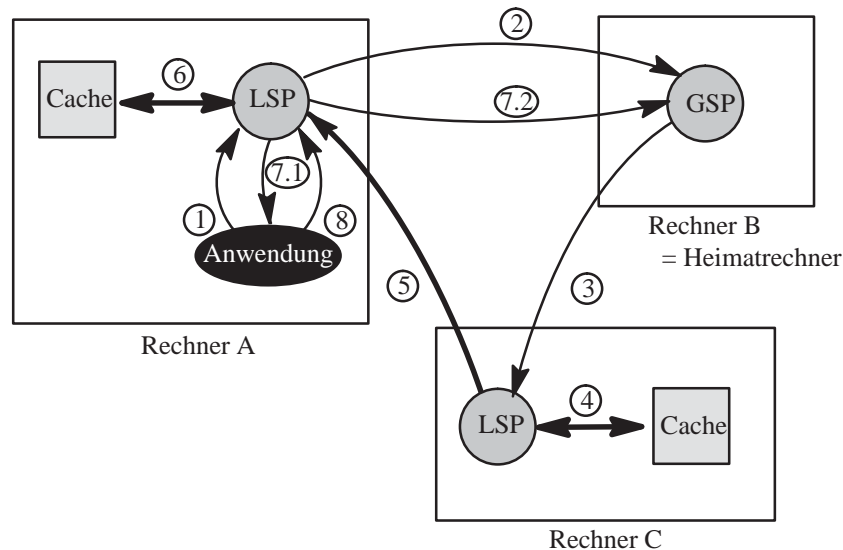 2
6
Cache
LSP
7.2
GSP
7.1
1
8
Anwendung
Rechner B
= Heimatrechner
5
3
Rechner A
4
LSP
Cache
Rechner C